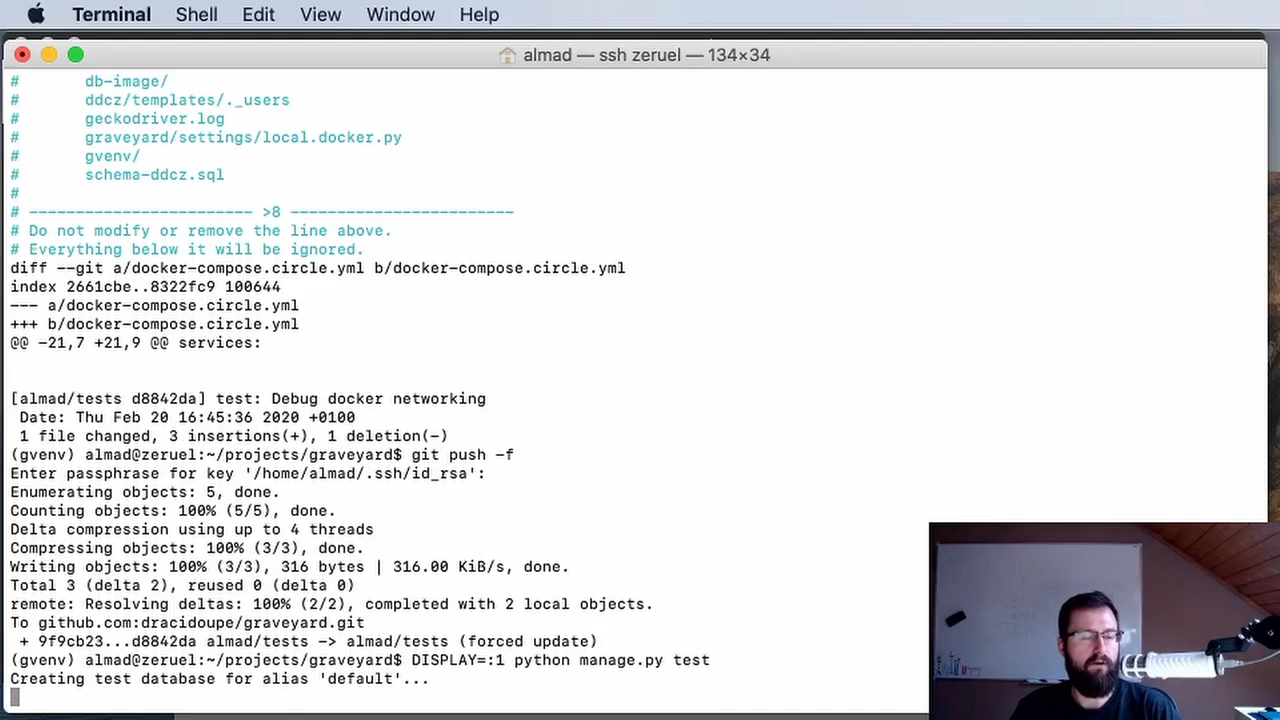 Terminal Shell Edit View Window Help
almad — ssh zeruel — 134×34
#       db-image/
#       ddcz/templates/._users
#       geckodriver.log
#       graveyard/settings/local.docker.py
#       gvenv/
#       schema-ddcz.sql
#
# ------------------------ >8 ------------------------
# Do not modify or remove the line above.
# Everything below it will be ignored.
diff --git a/docker-compose.circle.yml b/docker-compose.circle.yml
index 2661cbe..8322fc9 100644
--- a/docker-compose.circle.yml
+++ b/docker-compose.circle.yml
@@ -21,7 +21,9 @@ services:
[almad/tests d8842da] test: Debug docker networking
 Date: Thu Feb 20 16:45:36 2020 +0100
 1 file changed, 3 insertions(+), 1 deletion(-)
(gvenv) almad@zeruel:~/projects/graveyard$ git push -f
Enter passphrase for key '/home/almad/.ssh/id_rsa':
Enumerating objects: 5, done.
Counting objects: 100% (5/5), done.
Delta compression using up to 4 threads
Compressing objects: 100% (3/3), done.
Writing objects: 100% (3/3), 316 bytes | 316.00 KiB/s, done.
Total 3 (delta 2), reused 0 (delta 0)
remote: Resolving deltas: 100% (2/2), completed with 2 local objects.
To github.com:dracidoupe/graveyard.git
 + 9f9cb23...d8842da almad/tests -> almad/tests (forced update)
(gvenv) almad@zeruel:~/projects/graveyard$ DISPLAY=:1 python manage.py test
Creating test database for alias 'default'...